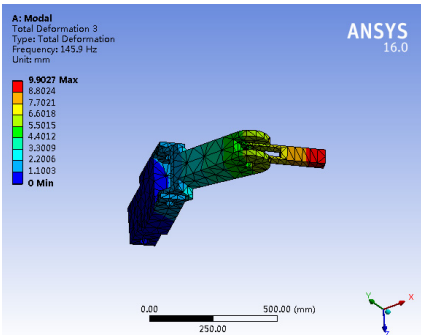 A: Modal
Total Deformation 3
Type: Total Deformation
Frequency: 145.9 Hz
Unit: mm
9.9027 Max
8.8024
7.7021
6.6018
5.5015
4.4012
3.3009
2.2006
1.1003
0 Min
ANSYS
16.0
0.00
500.00 (mm)
250.00
Y
X
Z